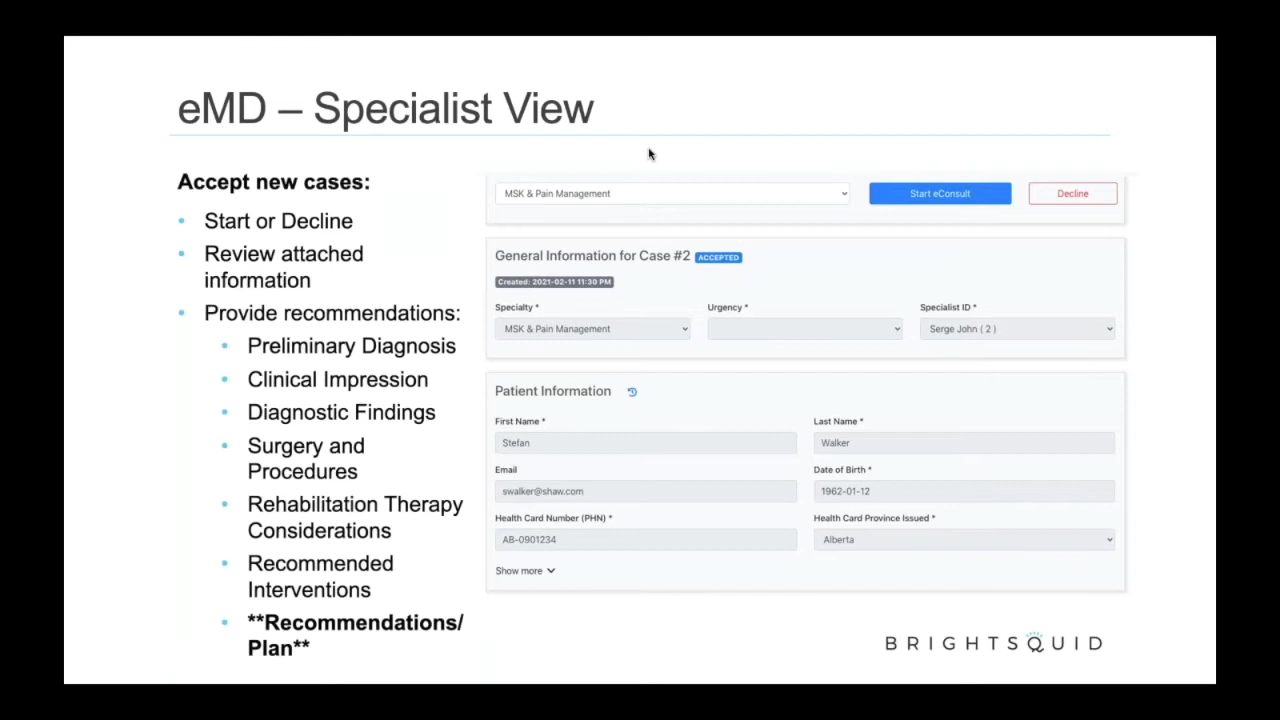 eMD – Specialist View
Accept new cases:
• Start or Decline
• Review attached
information
• Provide recommendations:
• Preliminary Diagnosis
• Clinical Impression
• Diagnostic Findings
• Surgery and
Procedures
• Rehabilitation Therapy
Considerations
• Recommended
Interventions
• **Recommendations/
Plan**
MSK & Pain Management Start eConsult Decline
General Information for Case #2 ACCEPTED
Created: 2021-02-11 11:30 PM
Specialty * Urgency * Specialist ID *
MSK & Pain Management Serge John ( 2 )
Patient Information
First Name * Last Name *
Stefan Walker
Email Date of Birth *
swalker@shaw.com 1962-01-12
Health Card Number (PHN) * Health Card Province Issued *
AB-0901234 Alberta
Show more
BRIGHTSQUID